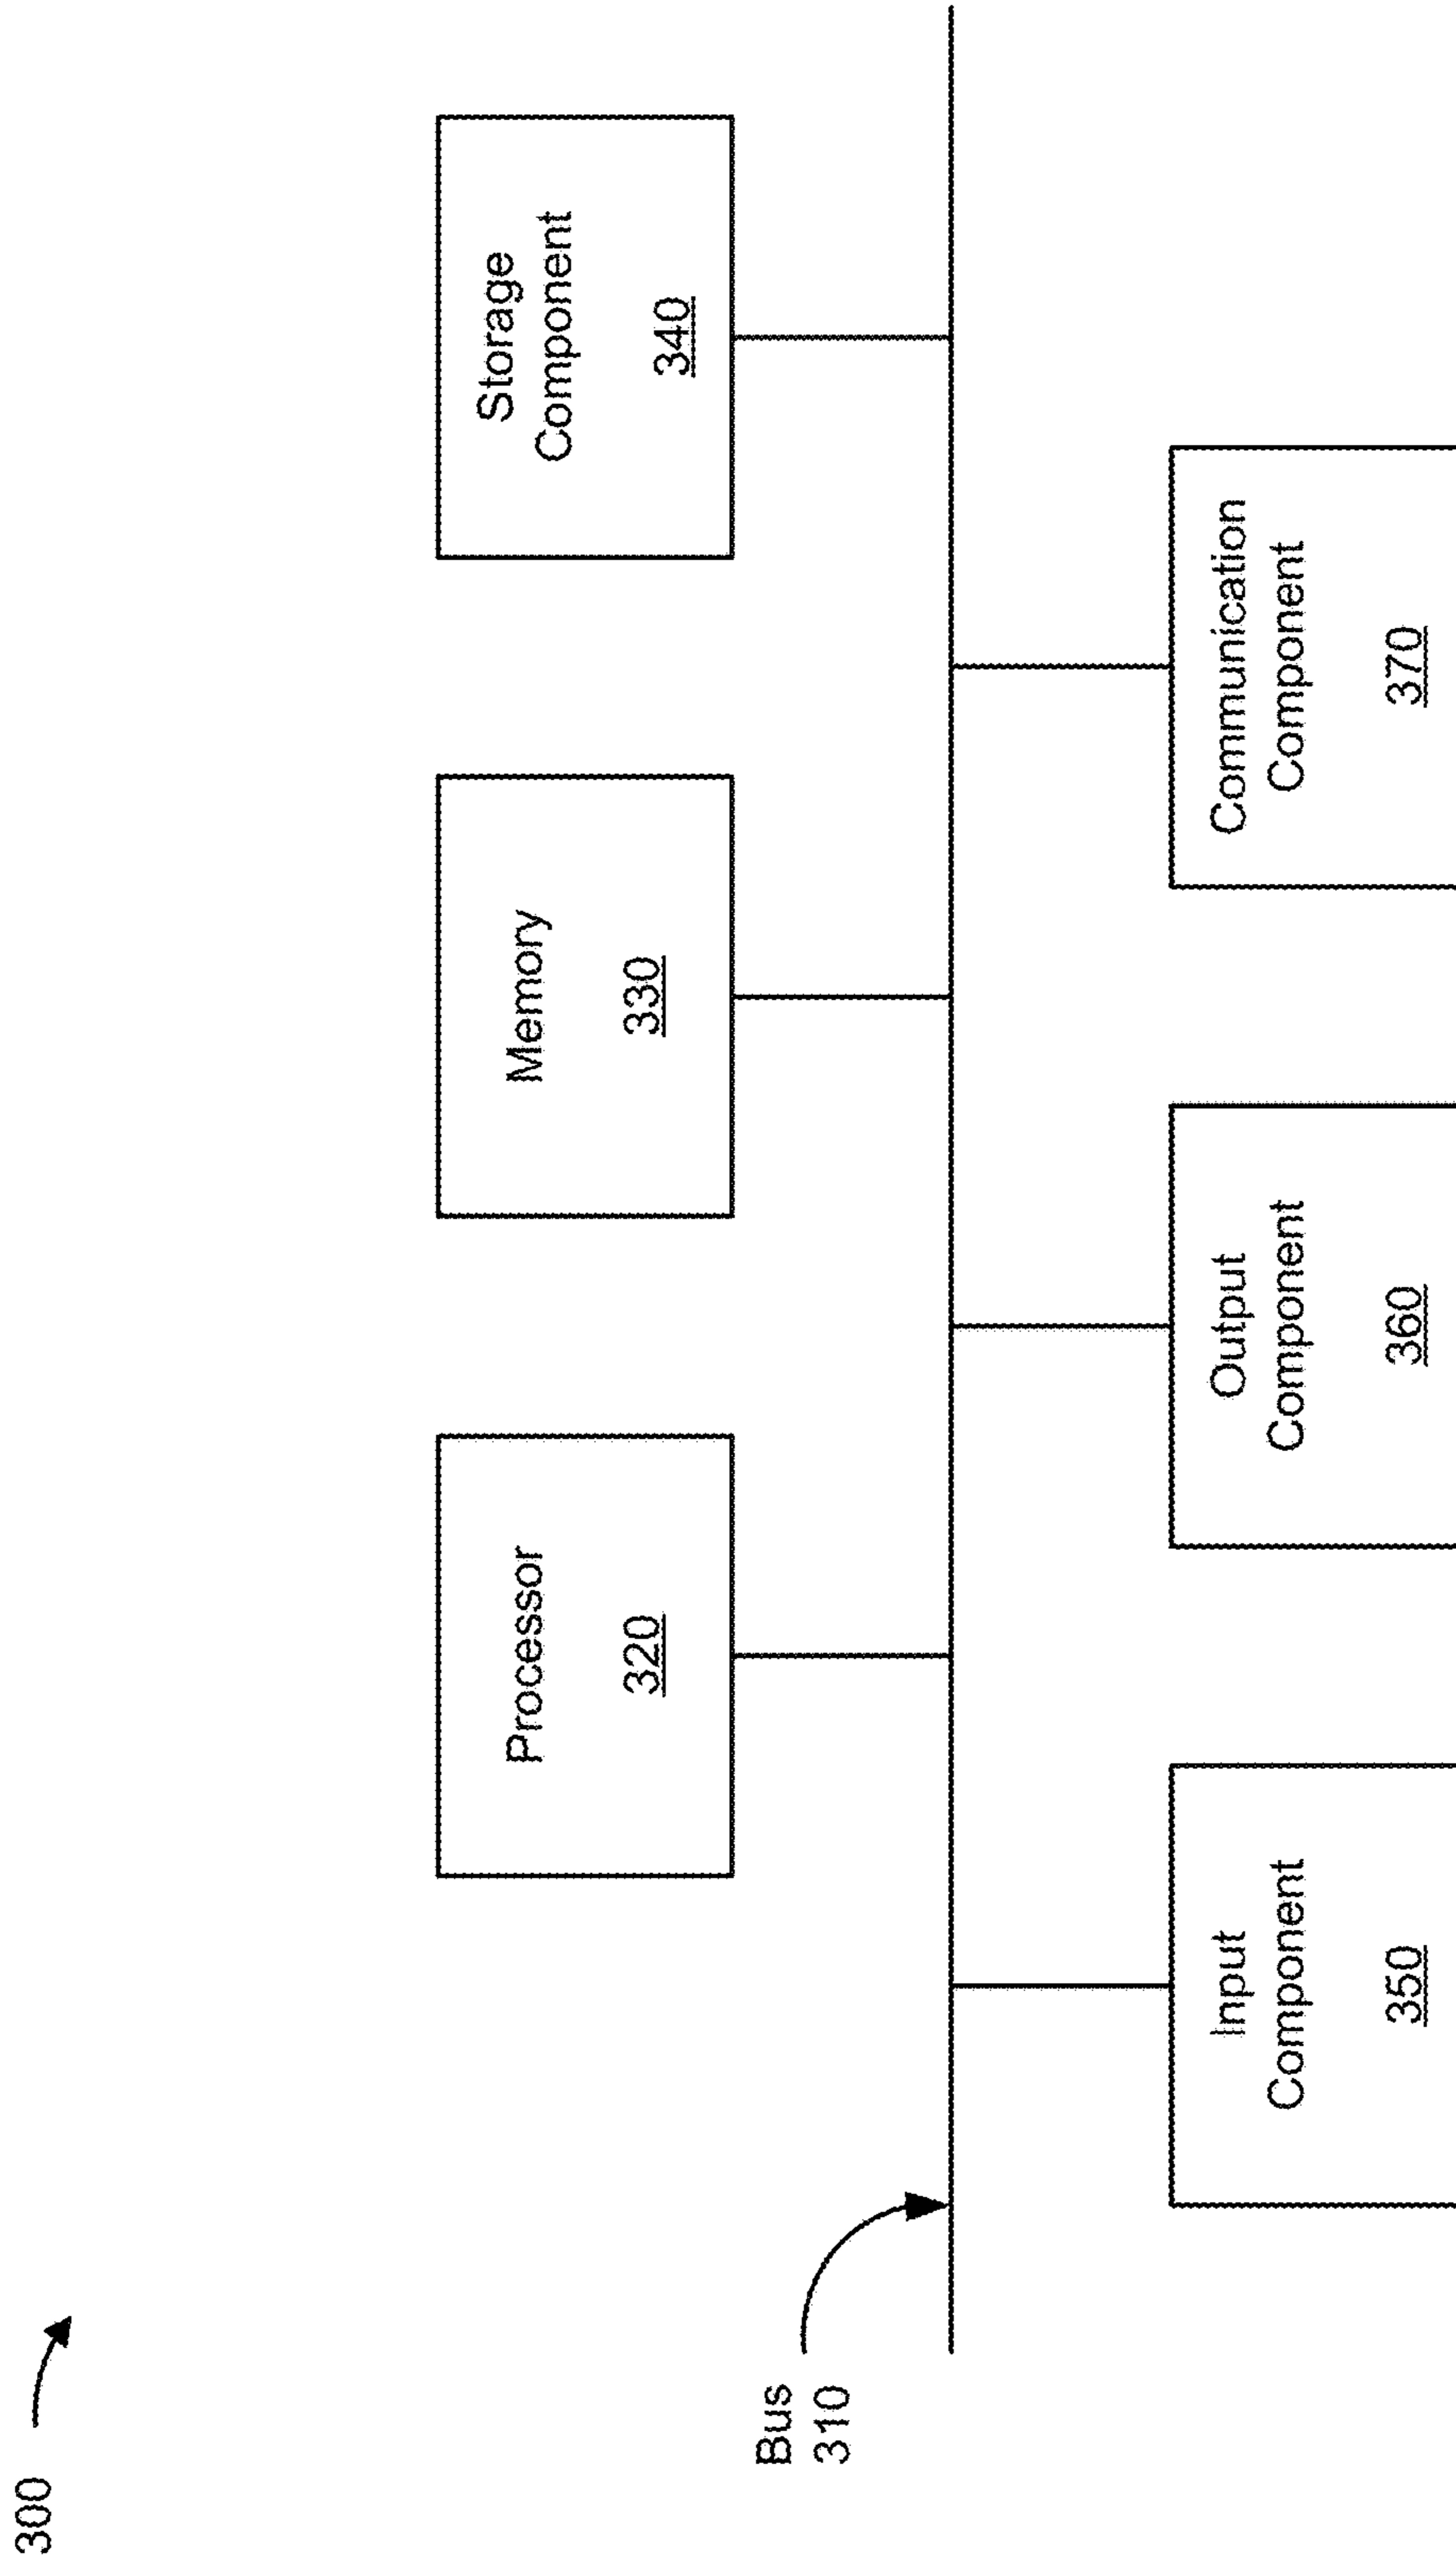 300
Processor
320
Memory
330
Storage
Component
340
Bus
310
Input
Component
350
Output
Component
360
Communication
Component
370